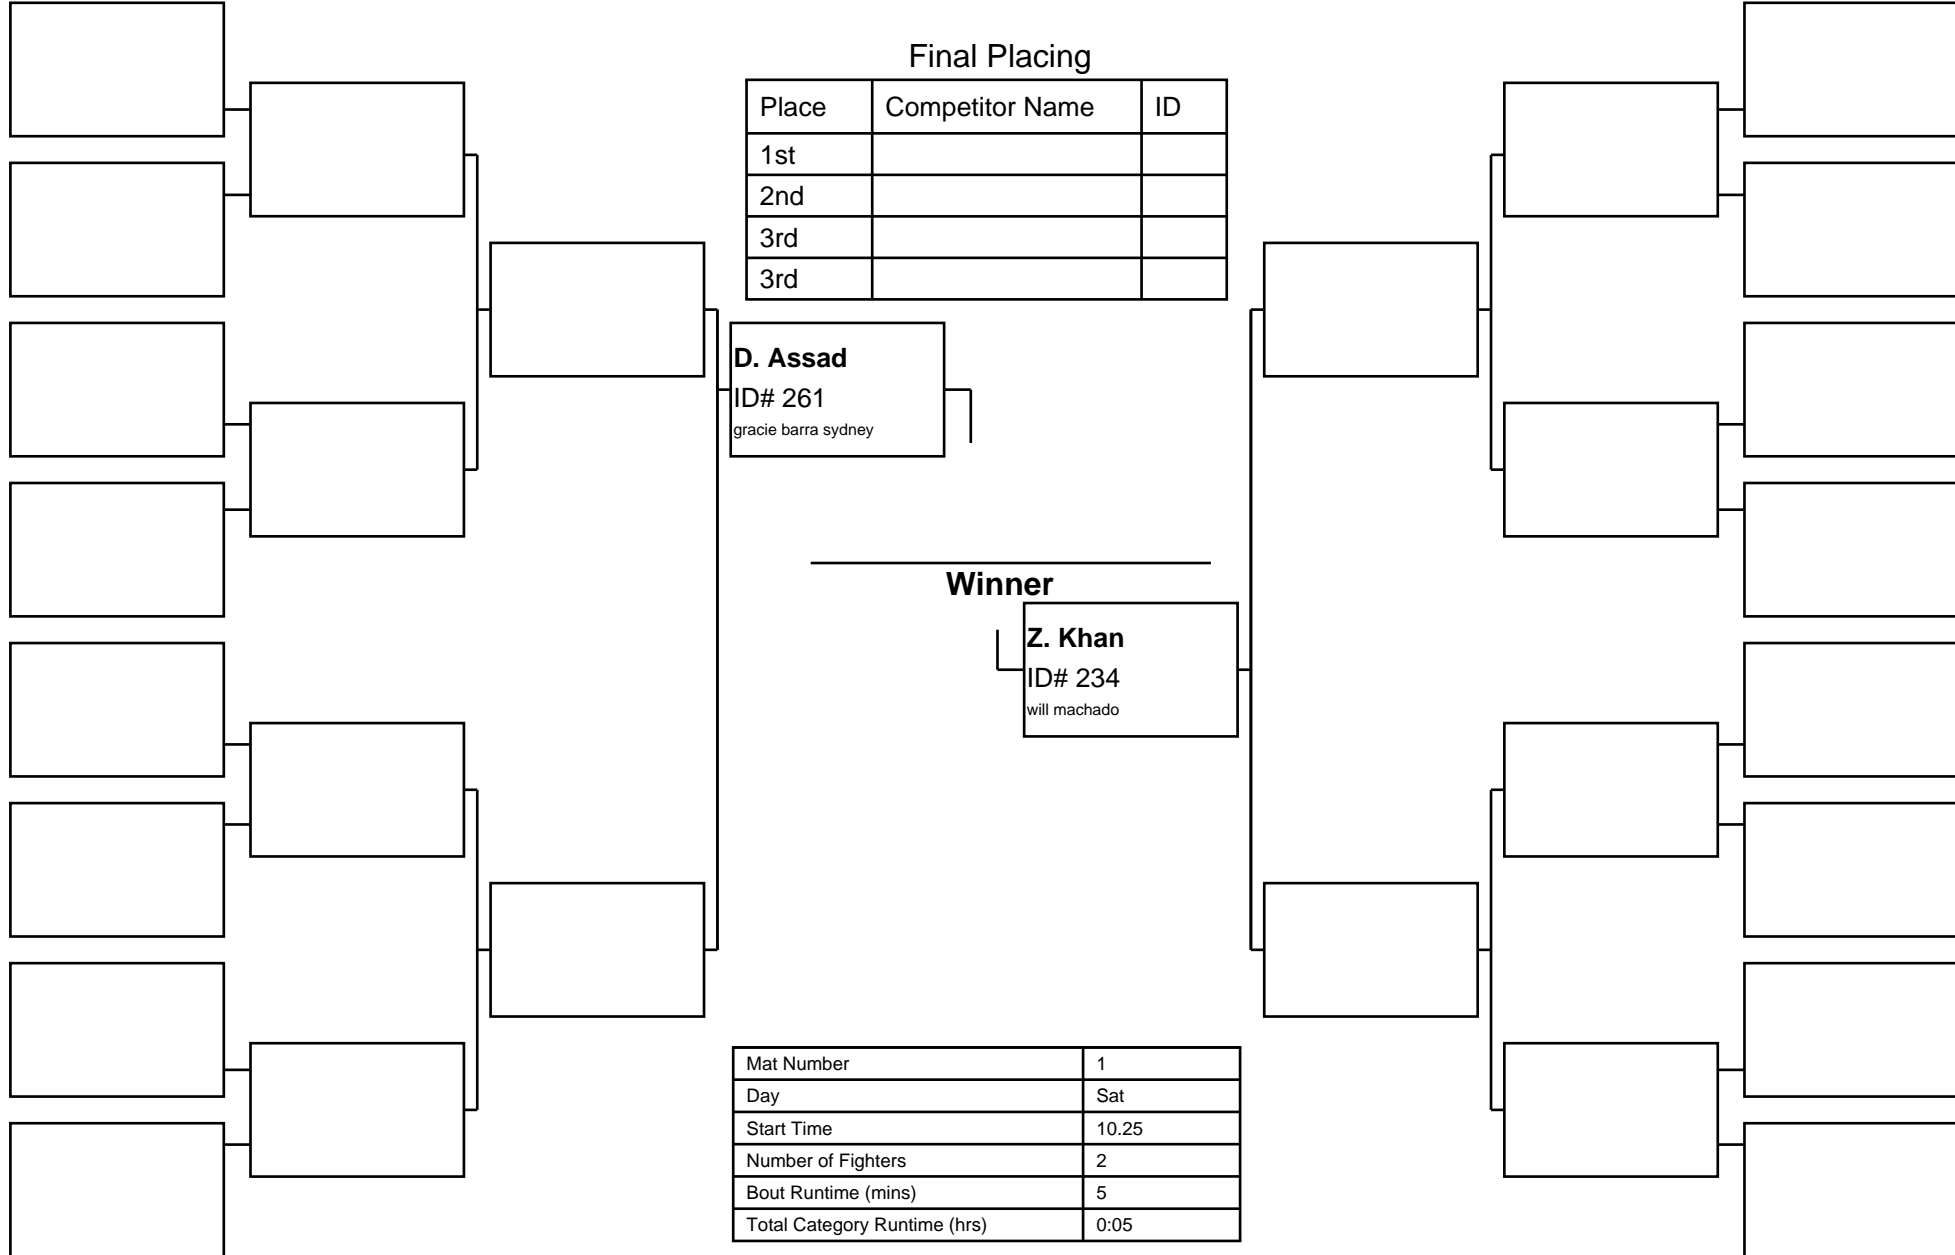 Final Placing
Place Competitor Name ID
1st
2nd
3rd
3rd
D. Assad
ID# 261
gracie barra sydney
Winner
Z. Khan
ID# 234
will machado
Mat Number 1
Day Sat
Start Time 10.25
Number of Fighters 2
Bout Runtime (mins) 5
Total Category Runtime (hrs) 0:05